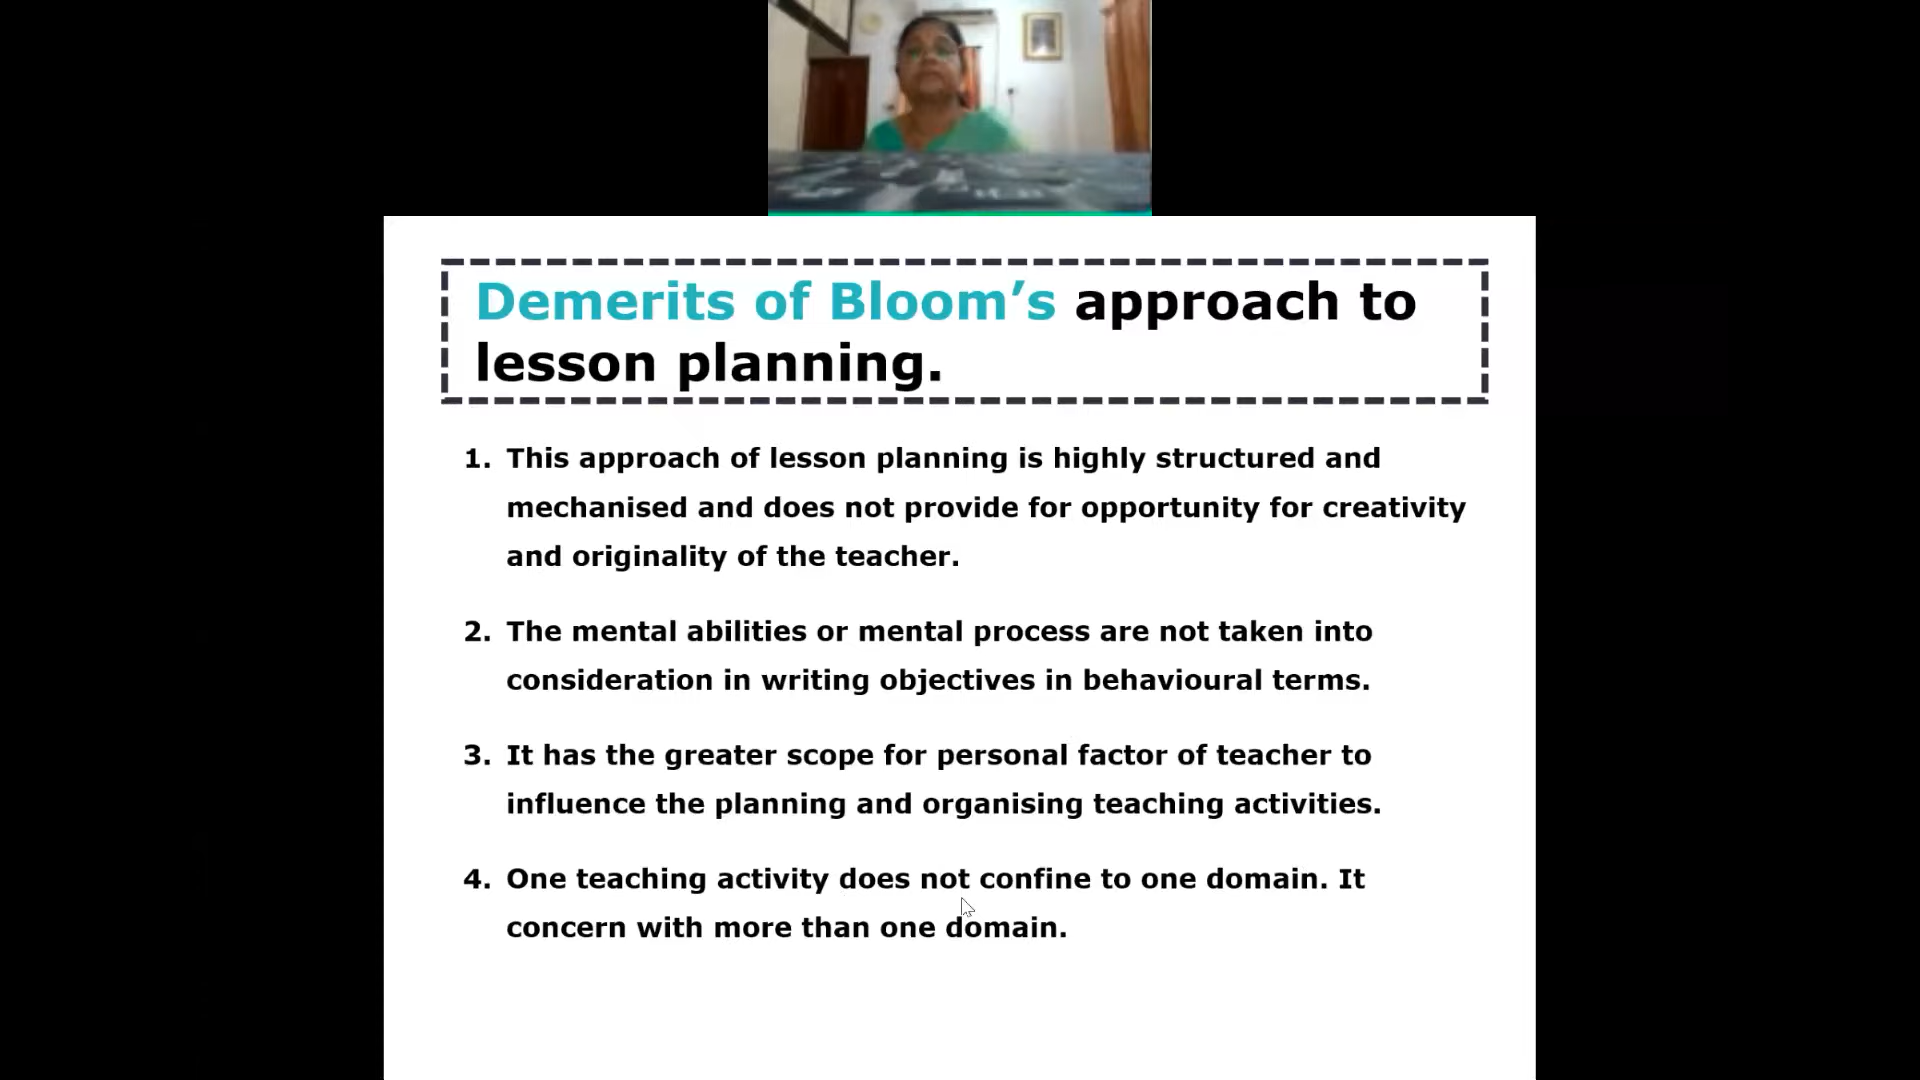 Demerits of Bloom’s approach to
lesson planning.
1. This approach of lesson planning is highly structured and
mechanised and does not provide for opportunity for creativity
and originality of the teacher.
2. The mental abilities or mental process are not taken into
consideration in writing objectives in behavioural terms.
3. It has the greater scope for personal factor of teacher to
influence the planning and organising teaching activities.
4. One teaching activity does not confine to one domain. It
concern with more than one domain.